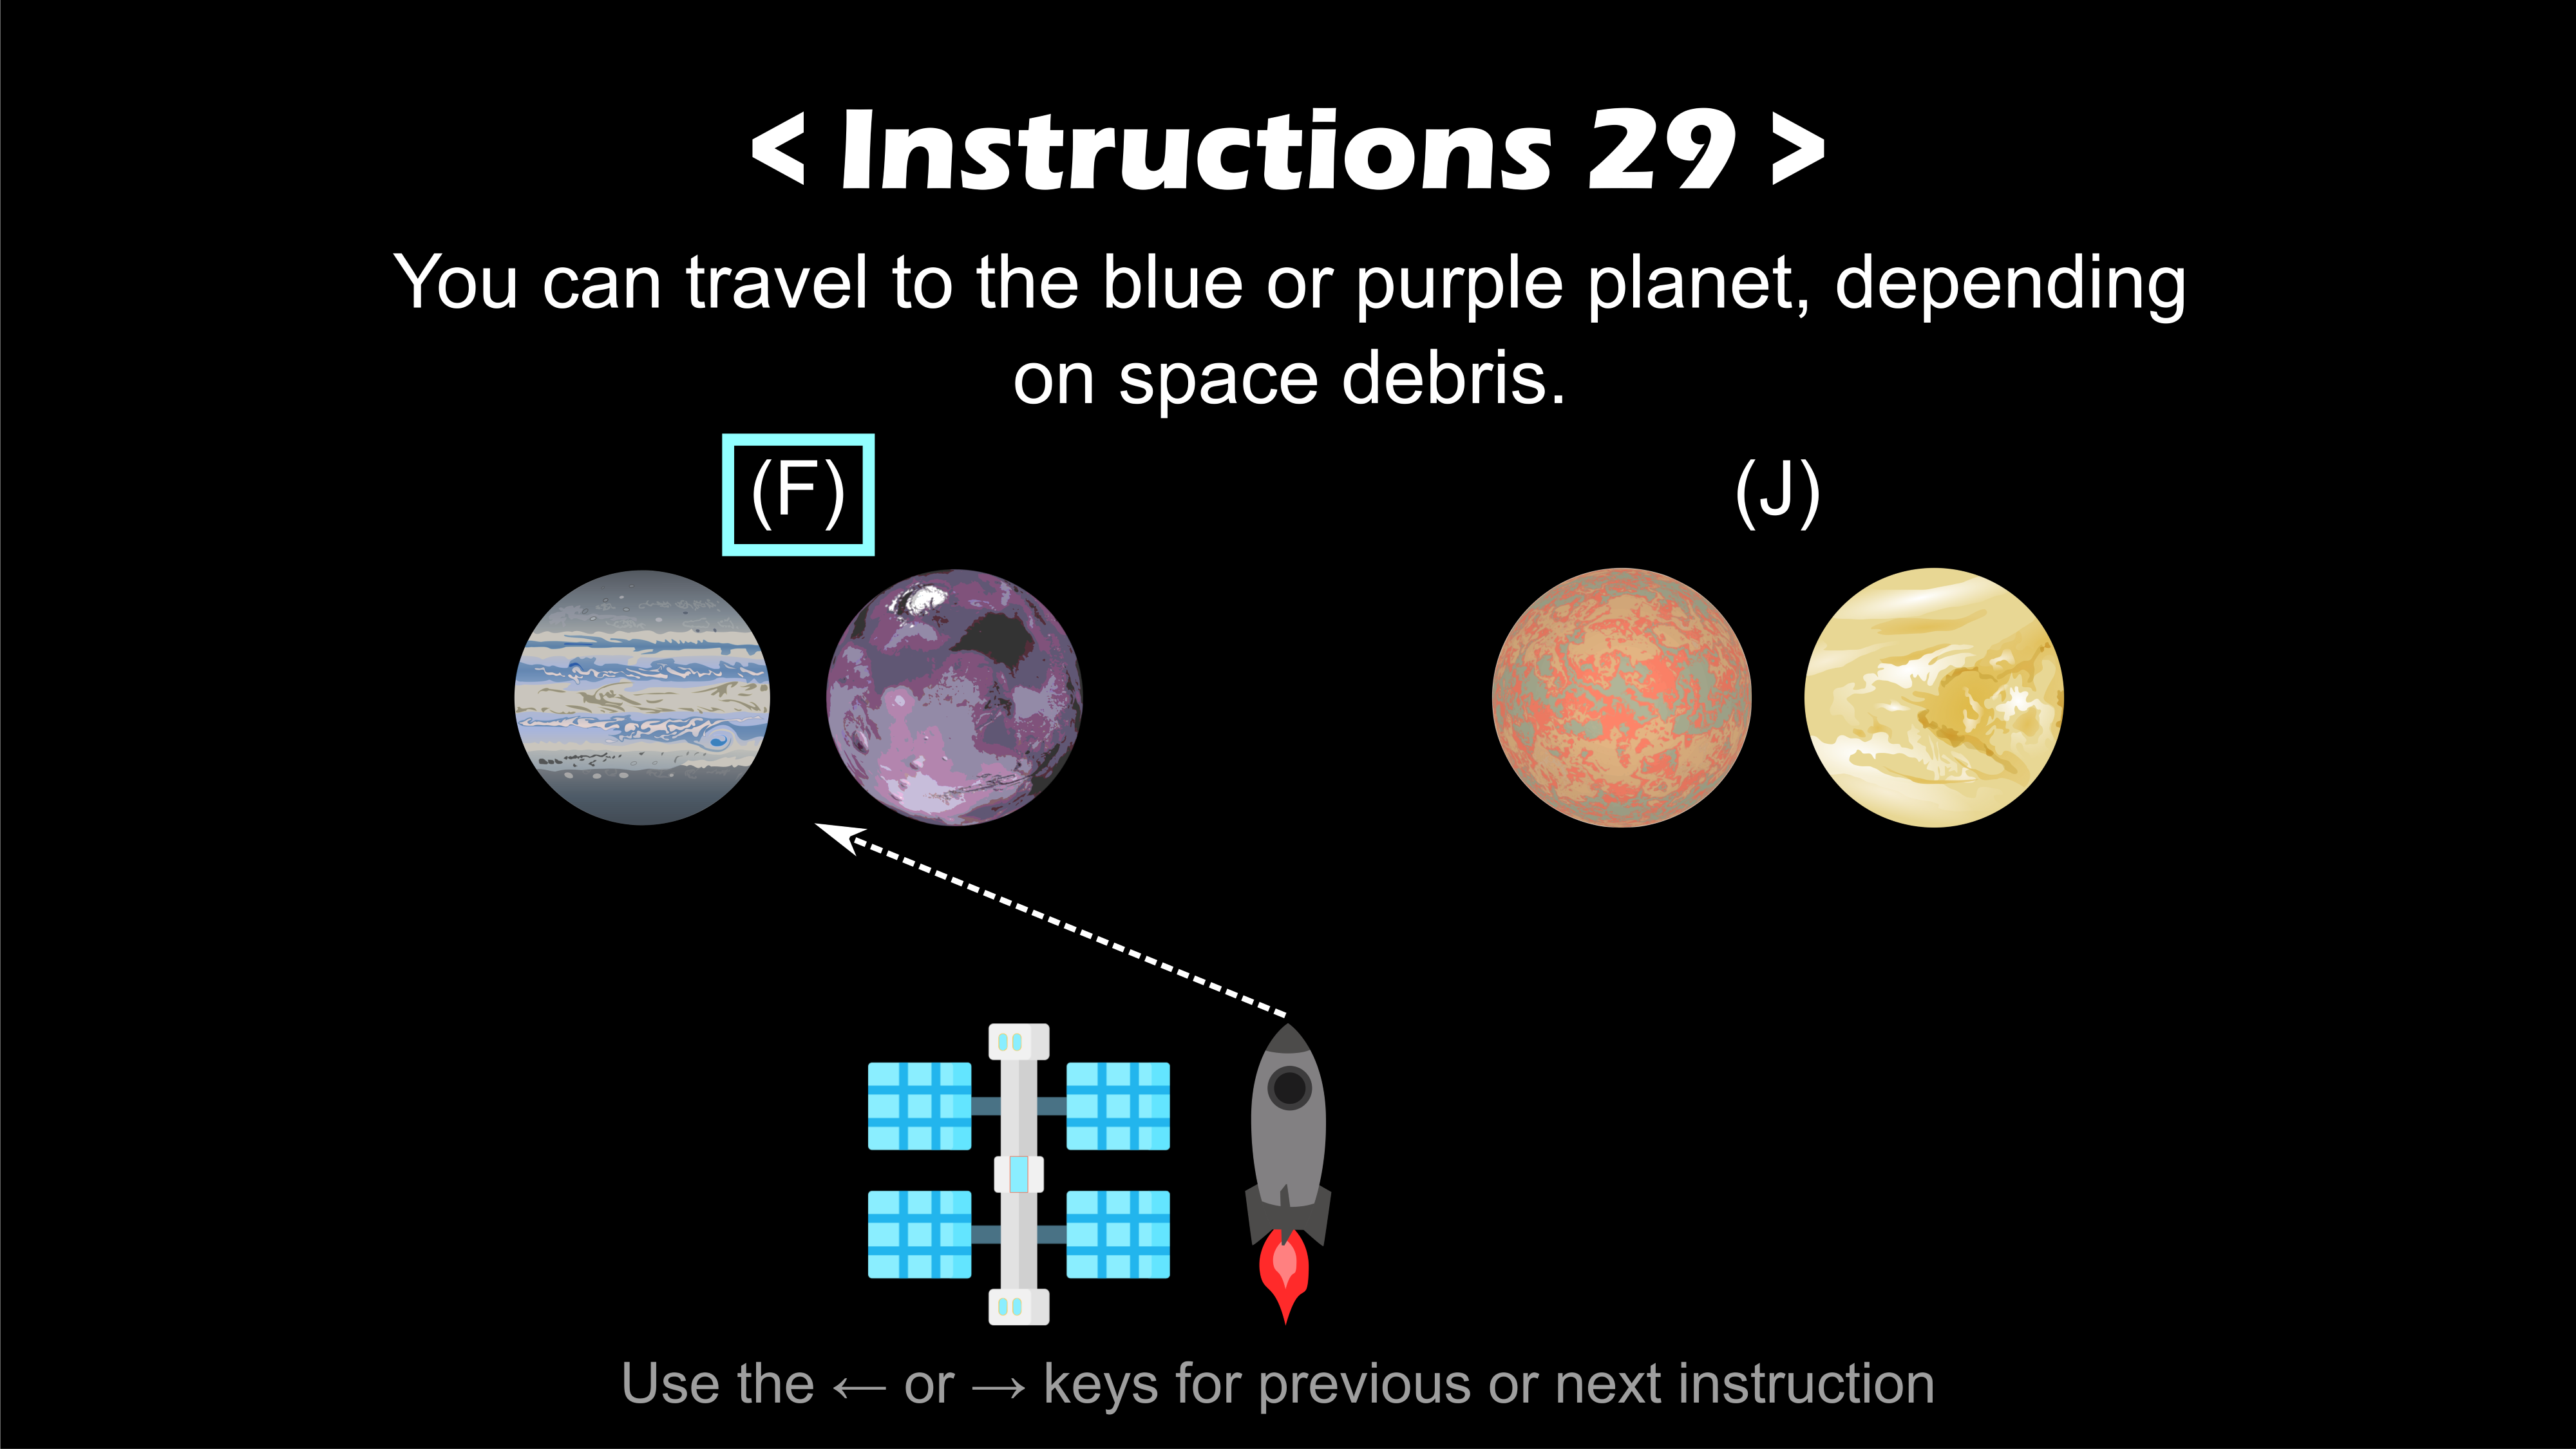 < Instructions 29 >
You can travel to the blue or purple planet, depending
on space debris.
(F)
(J)
Use the ← or → keys for previous or next instruction